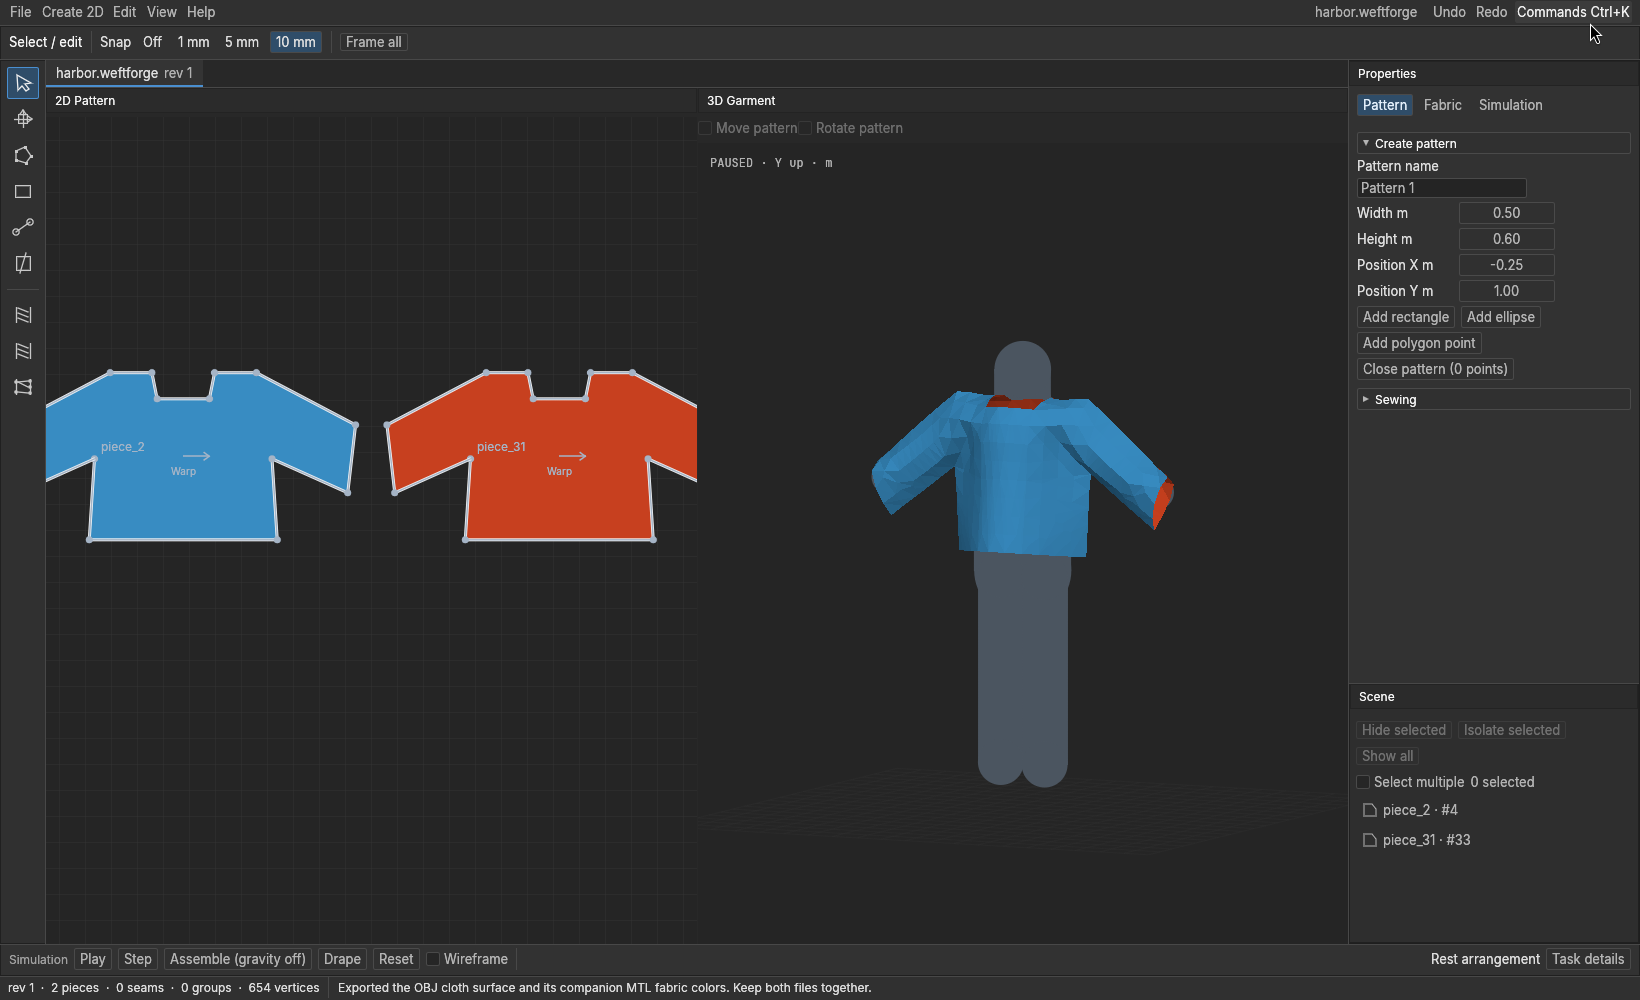 File Create 2D Edit View Help
harbor.weftforge Undo Redo Commands Ctrl+K
Select / edit Snap Off 1 mm 5 mm 10 mm Frame all
harbor.weftforge rev 1
2D Pattern
piece_2
Warp
piece_31
Warp
3D Garment
Move pattern Rotate pattern
PAUSED · Y up · m
Properties
Pattern Fabric Simulation
Create pattern
Pattern name
Pattern 1
Width m 0.50
Height m 0.60
Position X m -0.25
Position Y m 1.00
Add rectangle Add ellipse
Add polygon point
Close pattern (0 points)
Sewing
Scene
Hide selected Isolate selected
Show all
Select multiple 0 selected
piece_2 · #4
piece_31 · #33
Simulation Play Step Assemble (gravity off) Drape Reset Wireframe
Rest arrangement Task details
rev 1 · 2 pieces · 0 seams · 0 groups · 654 vertices
Exported the OBJ cloth surface and its companion MTL fabric colors. Keep both files together.